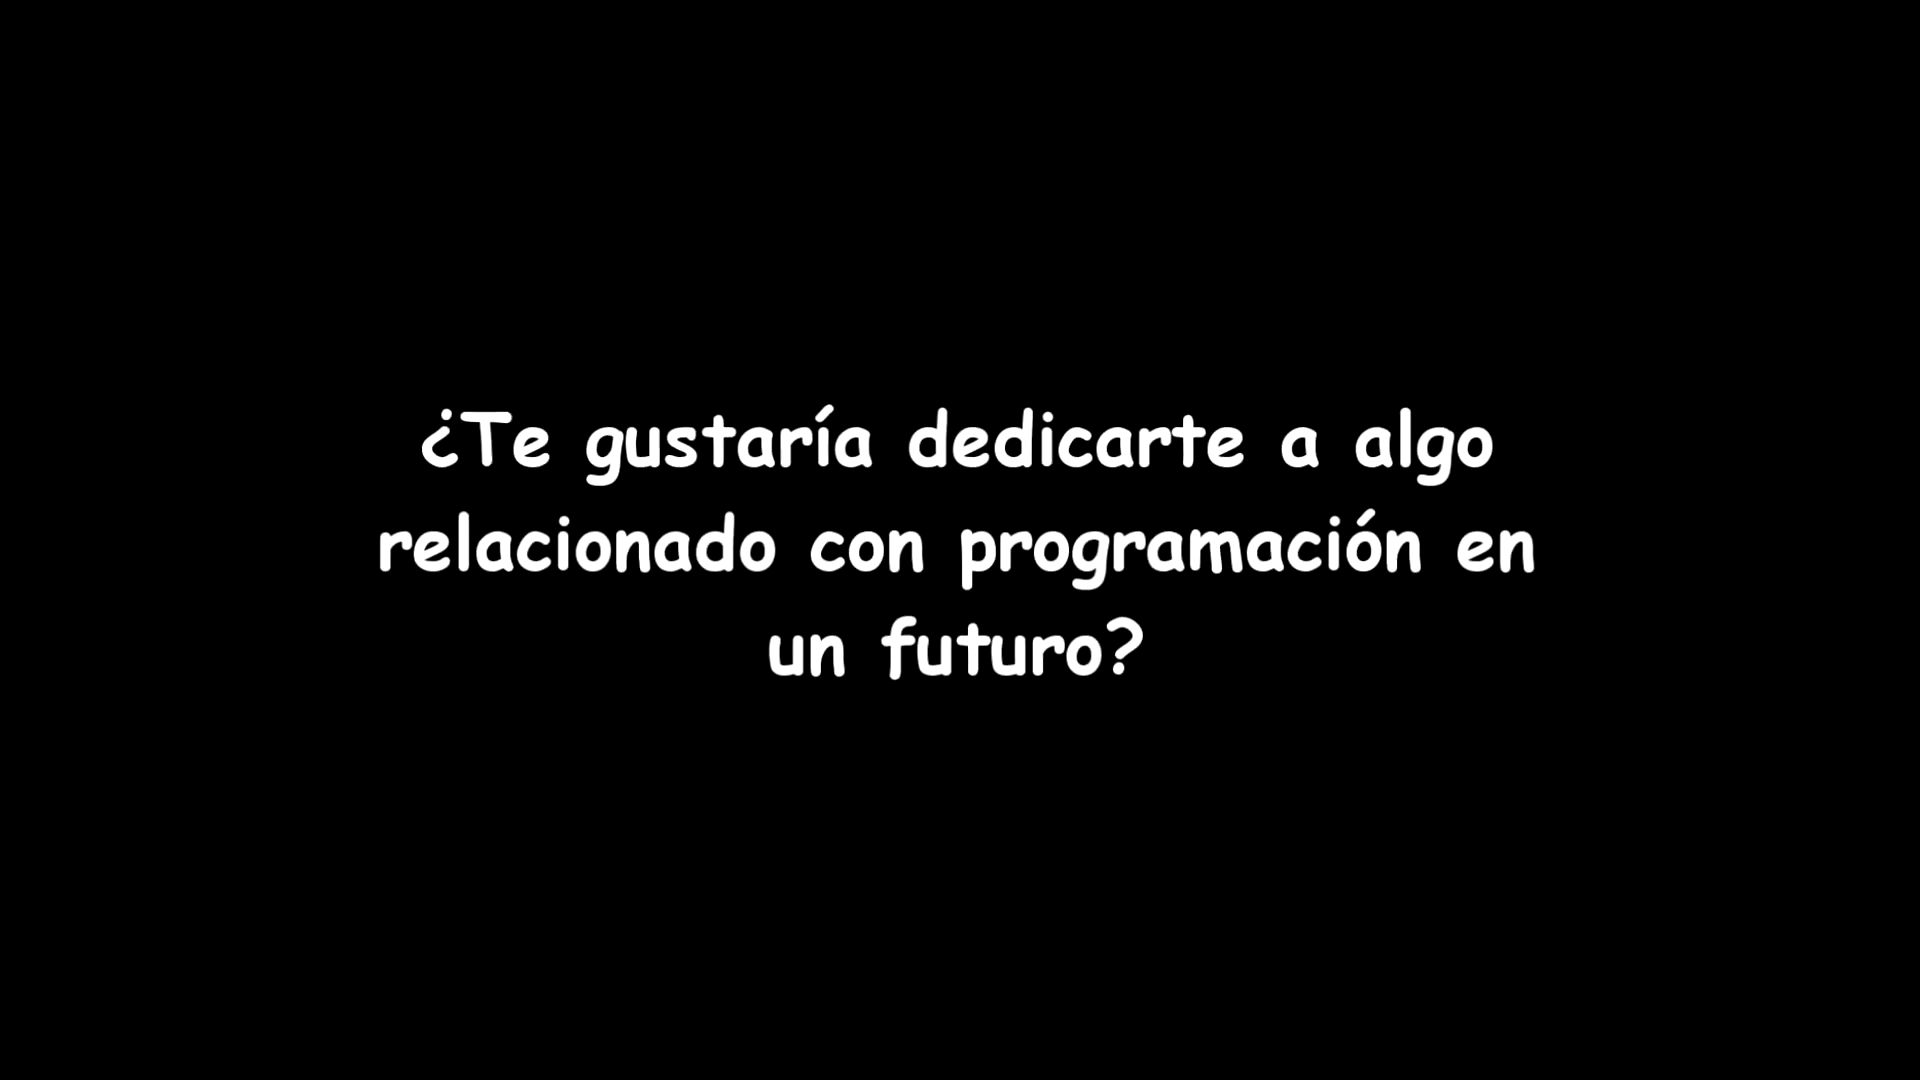 ¿Te gustaría dedicarte a algo
relacionado con programación en
un futuro?